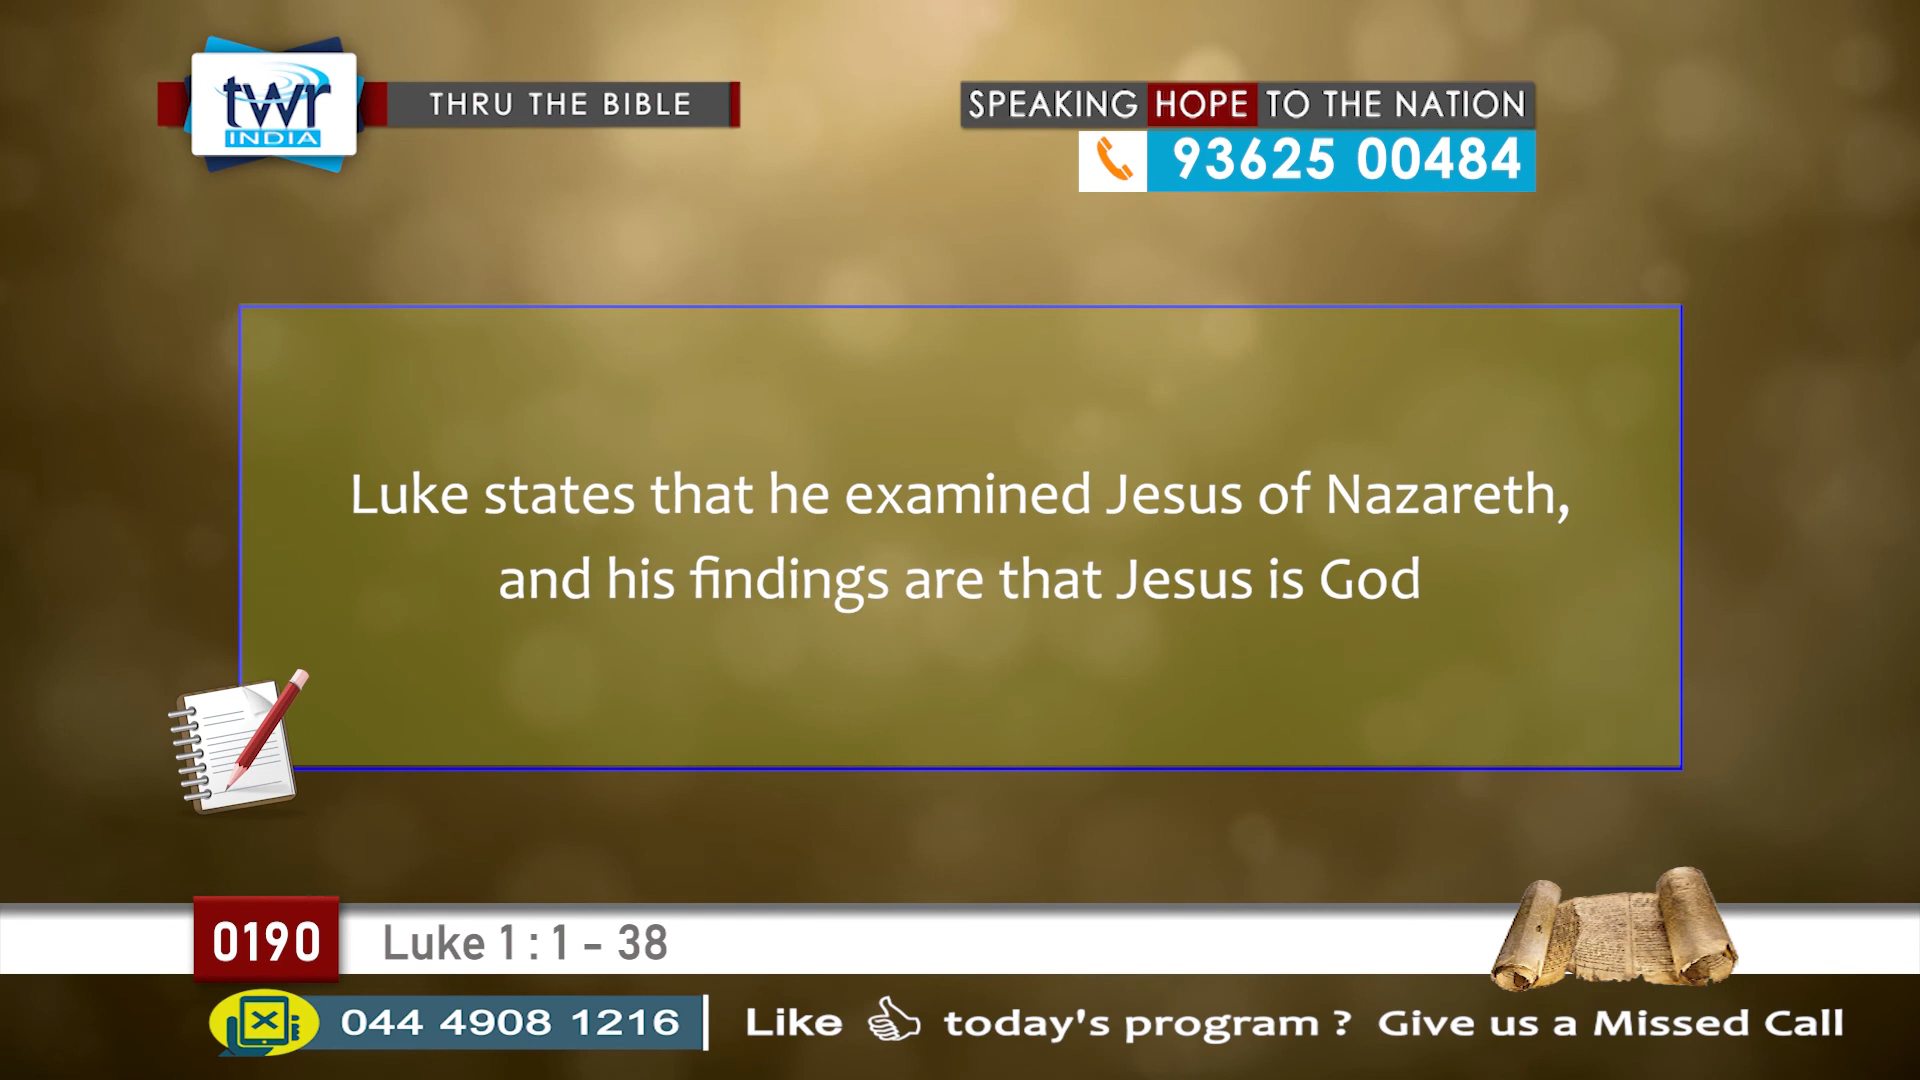 twr
INDIA
THRU THE BIBLE
SPEAKING HOPE TO THE NATION
93625 00484
Luke states that he examined Jesus of Nazareth,
and his findings are that Jesus is God
0190
Luke 1 : 1 - 38
044 4908 1216
Like today's program ? Give us a Missed Call